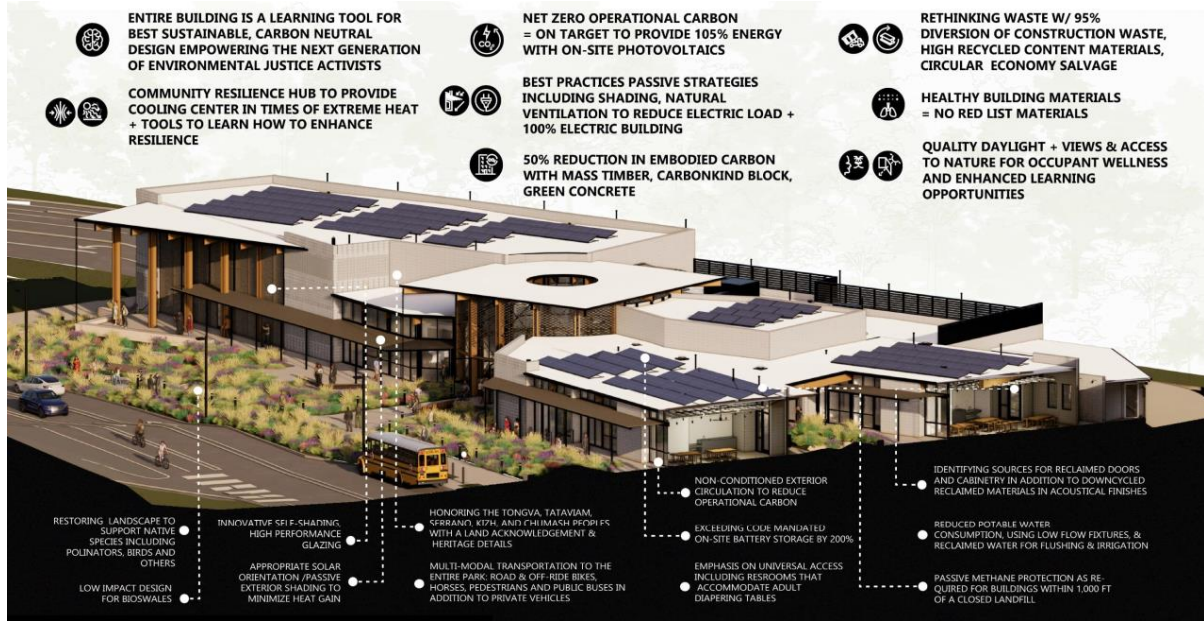 ENTIRE BUILDING IS A LEARNING TOOL FOR
BEST SUSTAINABLE, CARBON NEUTRAL
DESIGN EMPOWERING THE NEXT GENERATION
OF ENVIRONMENTAL JUSTICE ACTIVISTS
COMMUNITY RESILIENCE HUB TO PROVIDE
COOLING CENTER IN TIMES OF EXTREME HEAT
+ TOOLS TO LEARN HOW TO ENHANCE
RESILIENCE
NET ZERO OPERATIONAL CARBON
= ON TARGET TO PROVIDE 105% ENERGY
WITH ON-SITE PHOTOVOLTAICS
BEST PRACTICES PASSIVE STRATEGIES
INCLUDING SHADING, NATURAL
VENTILATION TO REDUCE ELECTRIC LOAD +
100% ELECTRIC BUILDING
50% REDUCTION IN EMBODIED CARBON
WITH MASS TIMBER, CARBONKIND BLOCK,
GREEN CONCRETE
RETHINKING WASTE W/ 95%
DIVERSION OF CONSTRUCTION WASTE,
HIGH RECYCLED CONTENT MATERIALS,
CIRCULAR ECONOMY SALVAGE
HEALTHY BUILDING MATERIALS
= NO RED LIST MATERIALS
QUALITY DAYLIGHT + VIEWS & ACCESS
TO NATURE FOR OCCUPANT WELLNESS
AND ENHANCED LEARNING
OPPORTUNITIES
RESTORING LANDSCAPE TO
SUPPORT NATIVE
SPECIES INCLUDING
POLINATORS, BIRDS AND
OTHERS
LOW IMPACT DESIGN
FOR BIOSWALES
INNOVATIVE SELF-SHADING,
HIGH PERFORMANCE
GLAZING
APPROPRIATE SOLAR
ORIENTATION /PASSIVE
EXTERIOR SHADING TO
MINIMIZE HEAT GAIN
HONORING THE TONGVA, TATAVIAM,
SERRANO, KIZH, AND CHUMASH PEOPLES
WITH A LAND ACKNOWLEDGEMENT &
HERITAGE DETAILS
MULTI-MODAL TRANSPORTATION TO THE
ENTIRE PARK: ROAD & OFF-RIDE BIKES,
HORSES, PEDESTRIANS AND PUBLIC BUSES IN
ADDITION TO PRIVATE VEHICLES
NON-CONDITIONED EXTERIOR
CIRCULATION TO REDUCE
OPERATIONAL CARBON
EXCEEDING CODE MANDATED
ON-SITE BATTERY STORAGE BY 200%
EMPHASIS ON UNIVERSAL ACCESS
INCLUDING RESROOMS THAT
ACCOMMODATE ADULT
DIAPERING TABLES
IDENTIFYING SOURCES FOR RECLAIMED DOORS
AND CABINETRY IN ADDITION TO DOWNCYCLED
RECLAIMED MATERIALS IN ACOUSTICAL FINISHES
REDUCED POTABLE WATER
CONSUMPTION, USING LOW FLOW FIXTURES, &
RECLAIMED WATER FOR FLUSHING & IRRIGATION
PASSIVE METHANE PROTECTION AS RE-
QUIRED FOR BUILDINGS WITHIN 1,000 FT
OF A CLOSED LANDFILL